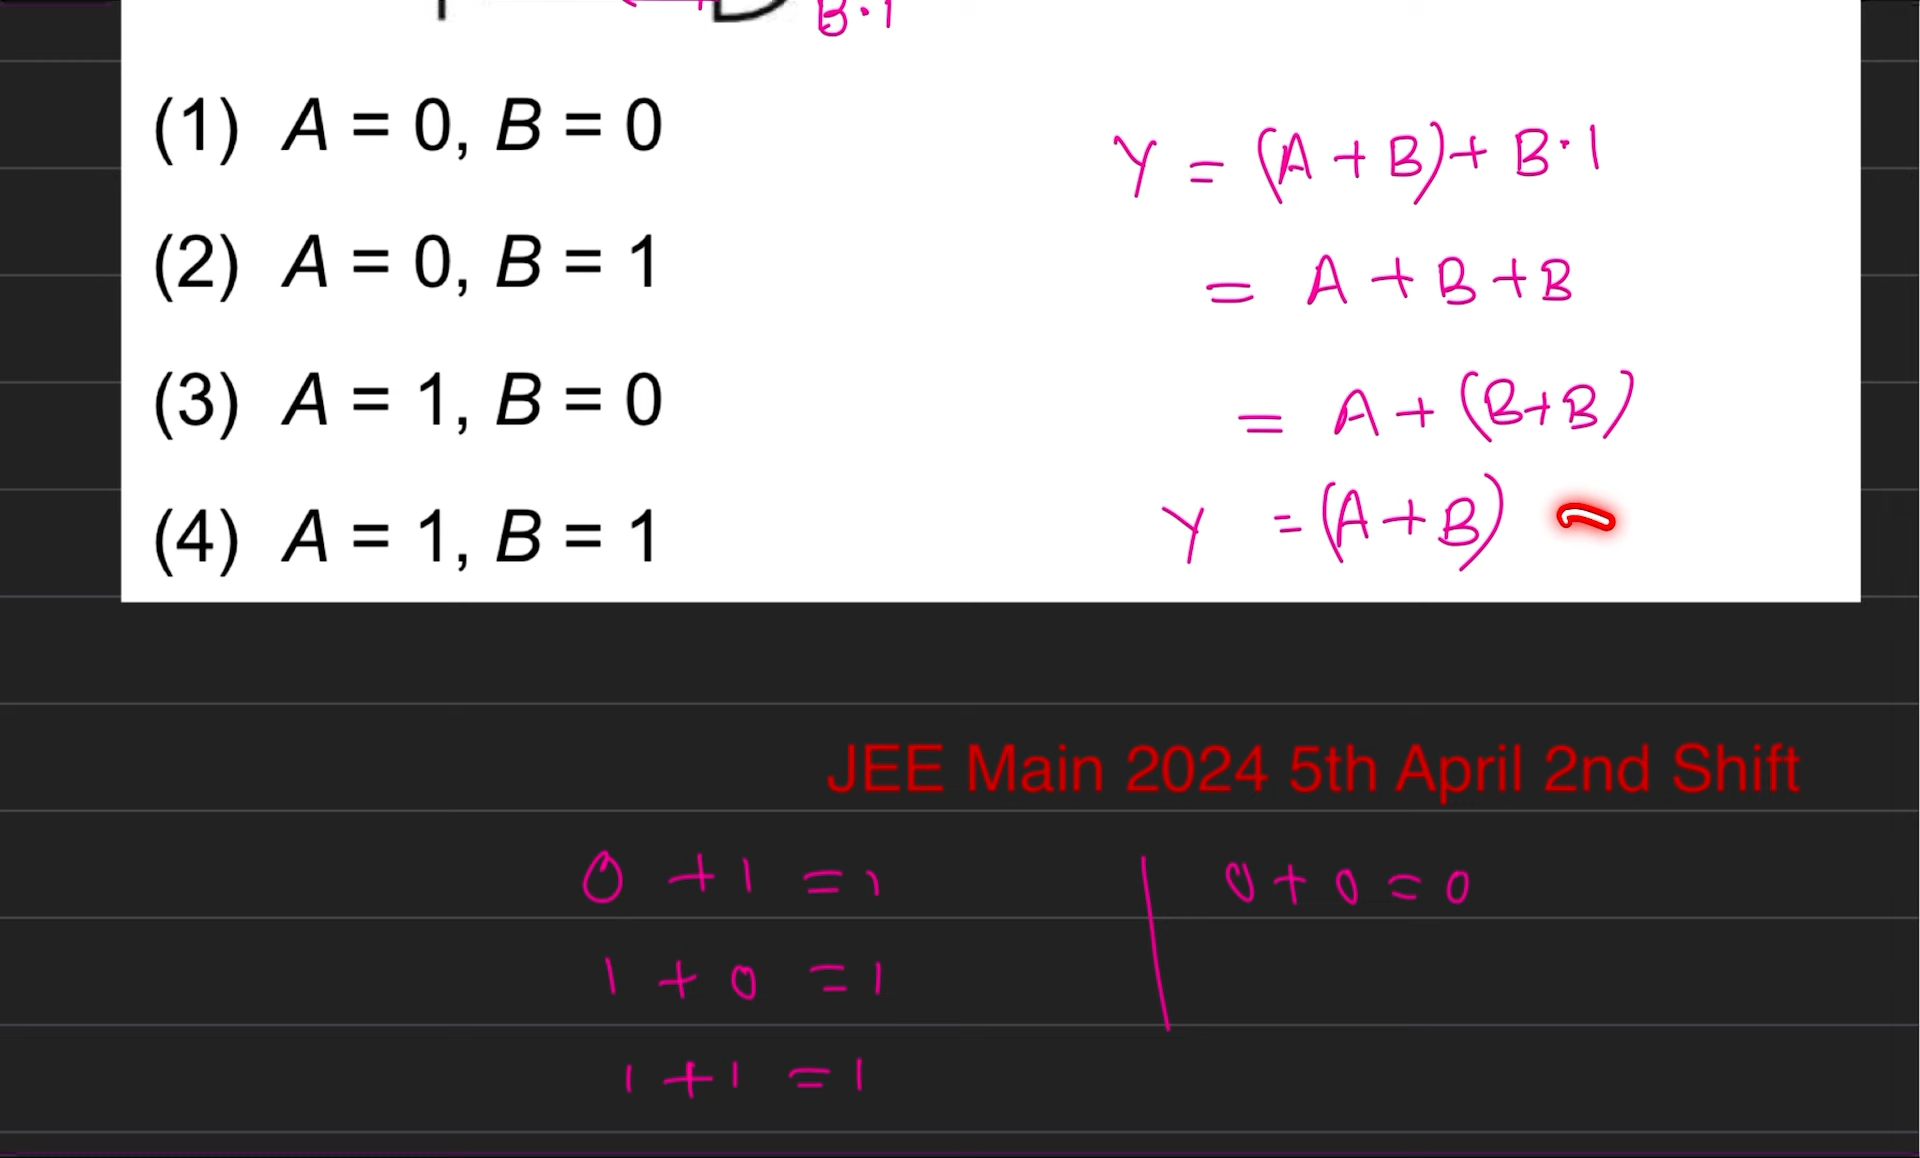 B·1
(1) A = 0, B = 0
(2) A = 0, B = 1
(3) A = 1, B = 0
(4) A = 1, B = 1
Y = (A + B) + B·1
= A + B + B
= A + (B+B)
Y = (A + B)
JEE Main 2024 5th April 2nd Shift
0 + 1 = 1
1 + 0 = 1
1 + 1 = 1
0 + 0 = 0